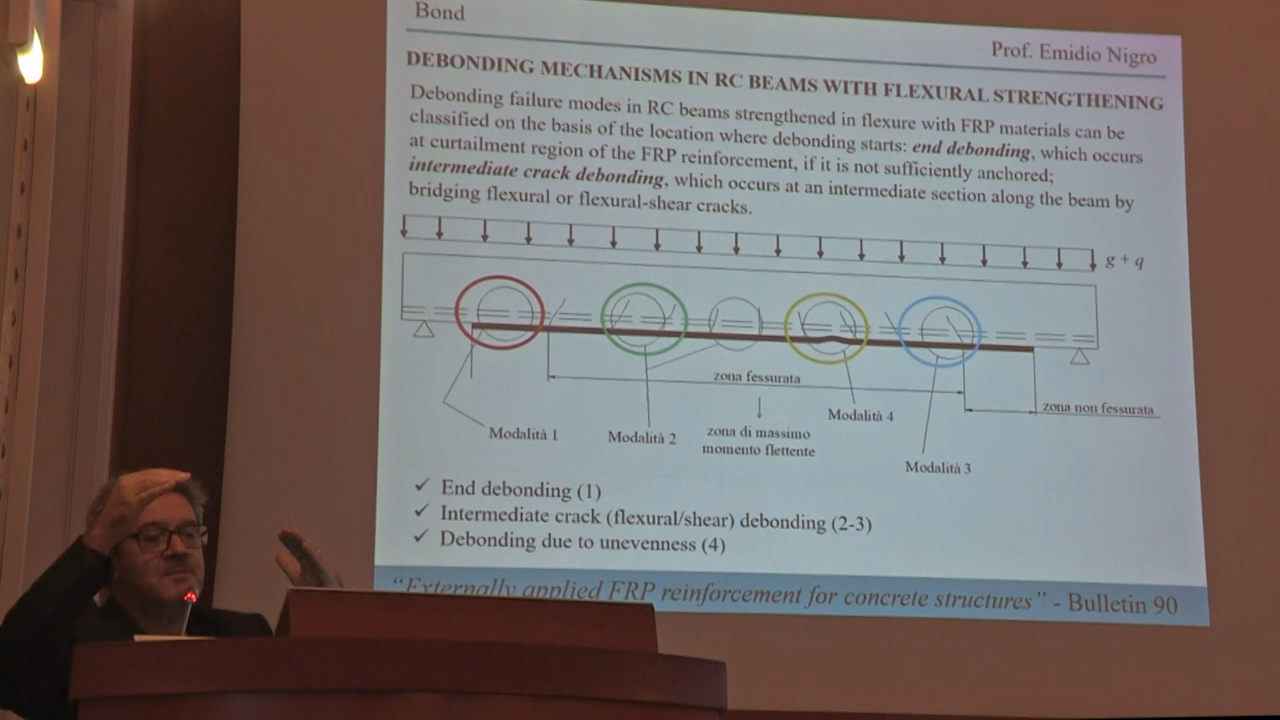 Bond
Prof. Emidio Nigro
DEBONDING MECHANISMS IN RC BEAMS WITH FLEXURAL STRENGTHENING
Debonding failure modes in RC beams strengthened in flexure with FRP materials can be
classified on the basis of the location where debonding starts: end debonding, which occurs
at curtailment region of the FRP reinforcement, if it is not sufficiently anchored;
intermediate crack debonding, which occurs at an intermediate section along the beam by
bridging flexural or flexural-shear cracks.
g + q
zona fessurata
zona non fessurata
Modalità 1
Modalità 2
zona di massimo
momento flettente
Modalità 4
Modalità 3
✓ End debonding (1)
✓ Intermediate crack (flexural/shear) debonding (2-3)
✓ Debonding due to unevenness (4)
"Externally applied FRP reinforcement for concrete structures" - Bulletin 90